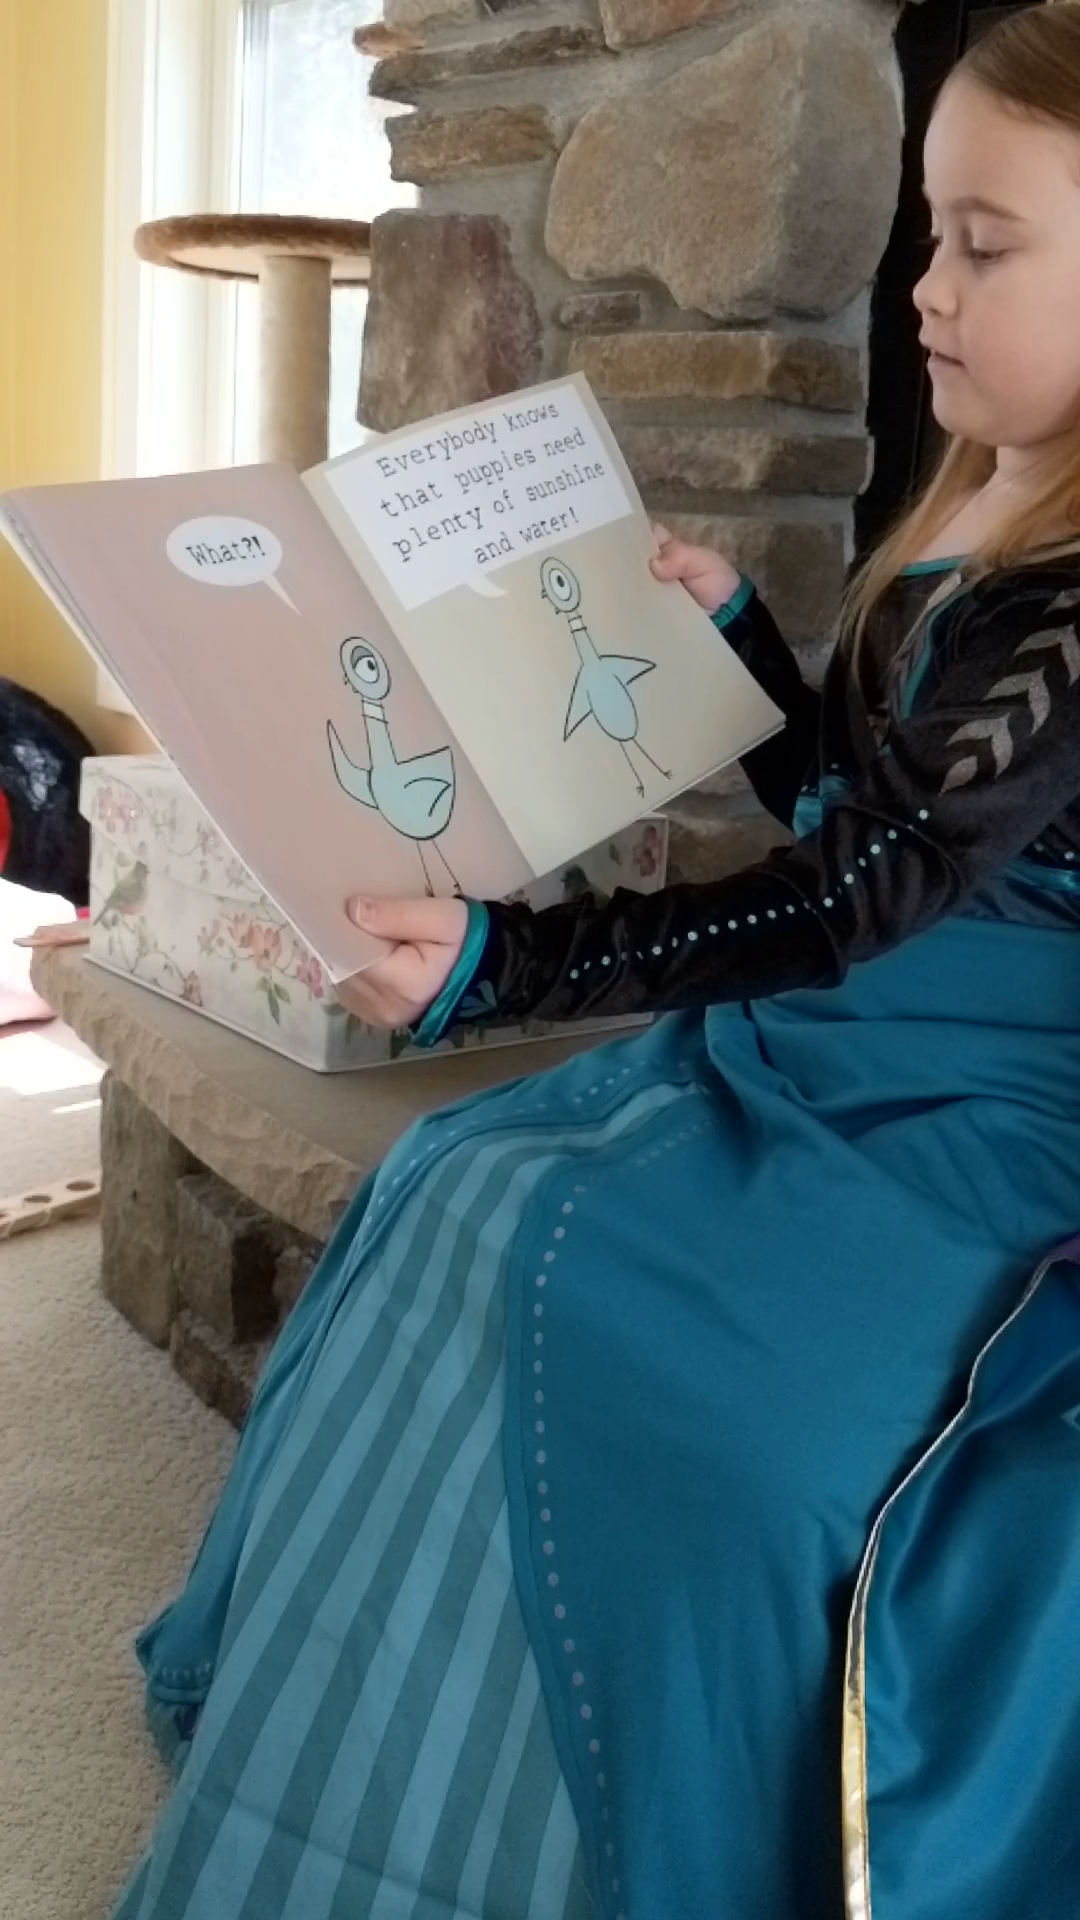 What?!
Everybody knows
that puppies need
plenty of sunshine
and water!